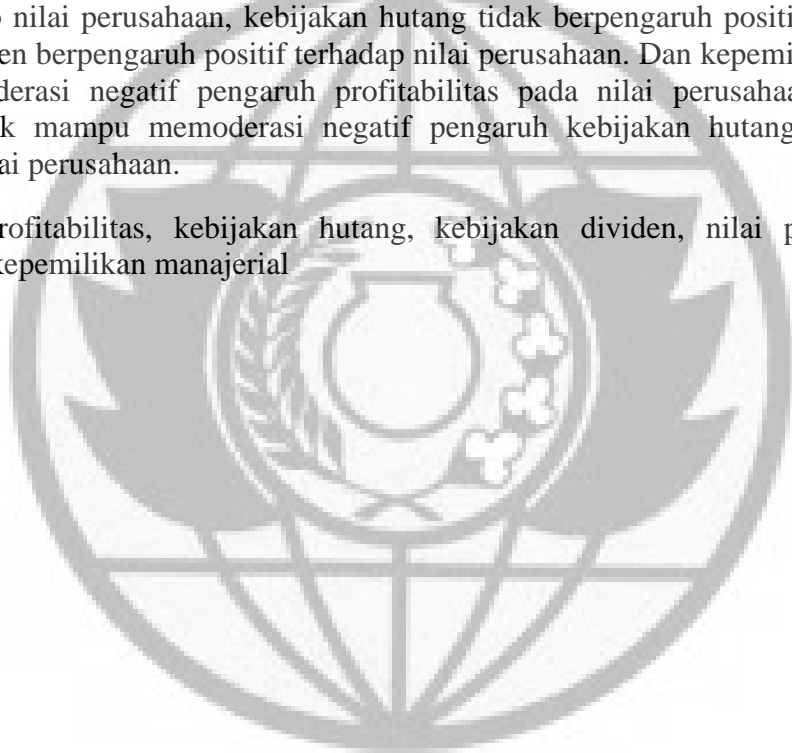 nilai perusahaan, kebijakan hutang tidak berpengaruh positi
en berpengaruh positif terhadap nilai perusahaan. Dan kepemi
derasi negatif pengaruh profitabilitas pada nilai perusahaa
k mampu memoderasi negatif pengaruh kebijakan hutang
ai perusahaan.
rofitabilitas, kebijakan hutang, kebijakan dividen, nilai p
kepemilikan manajerial